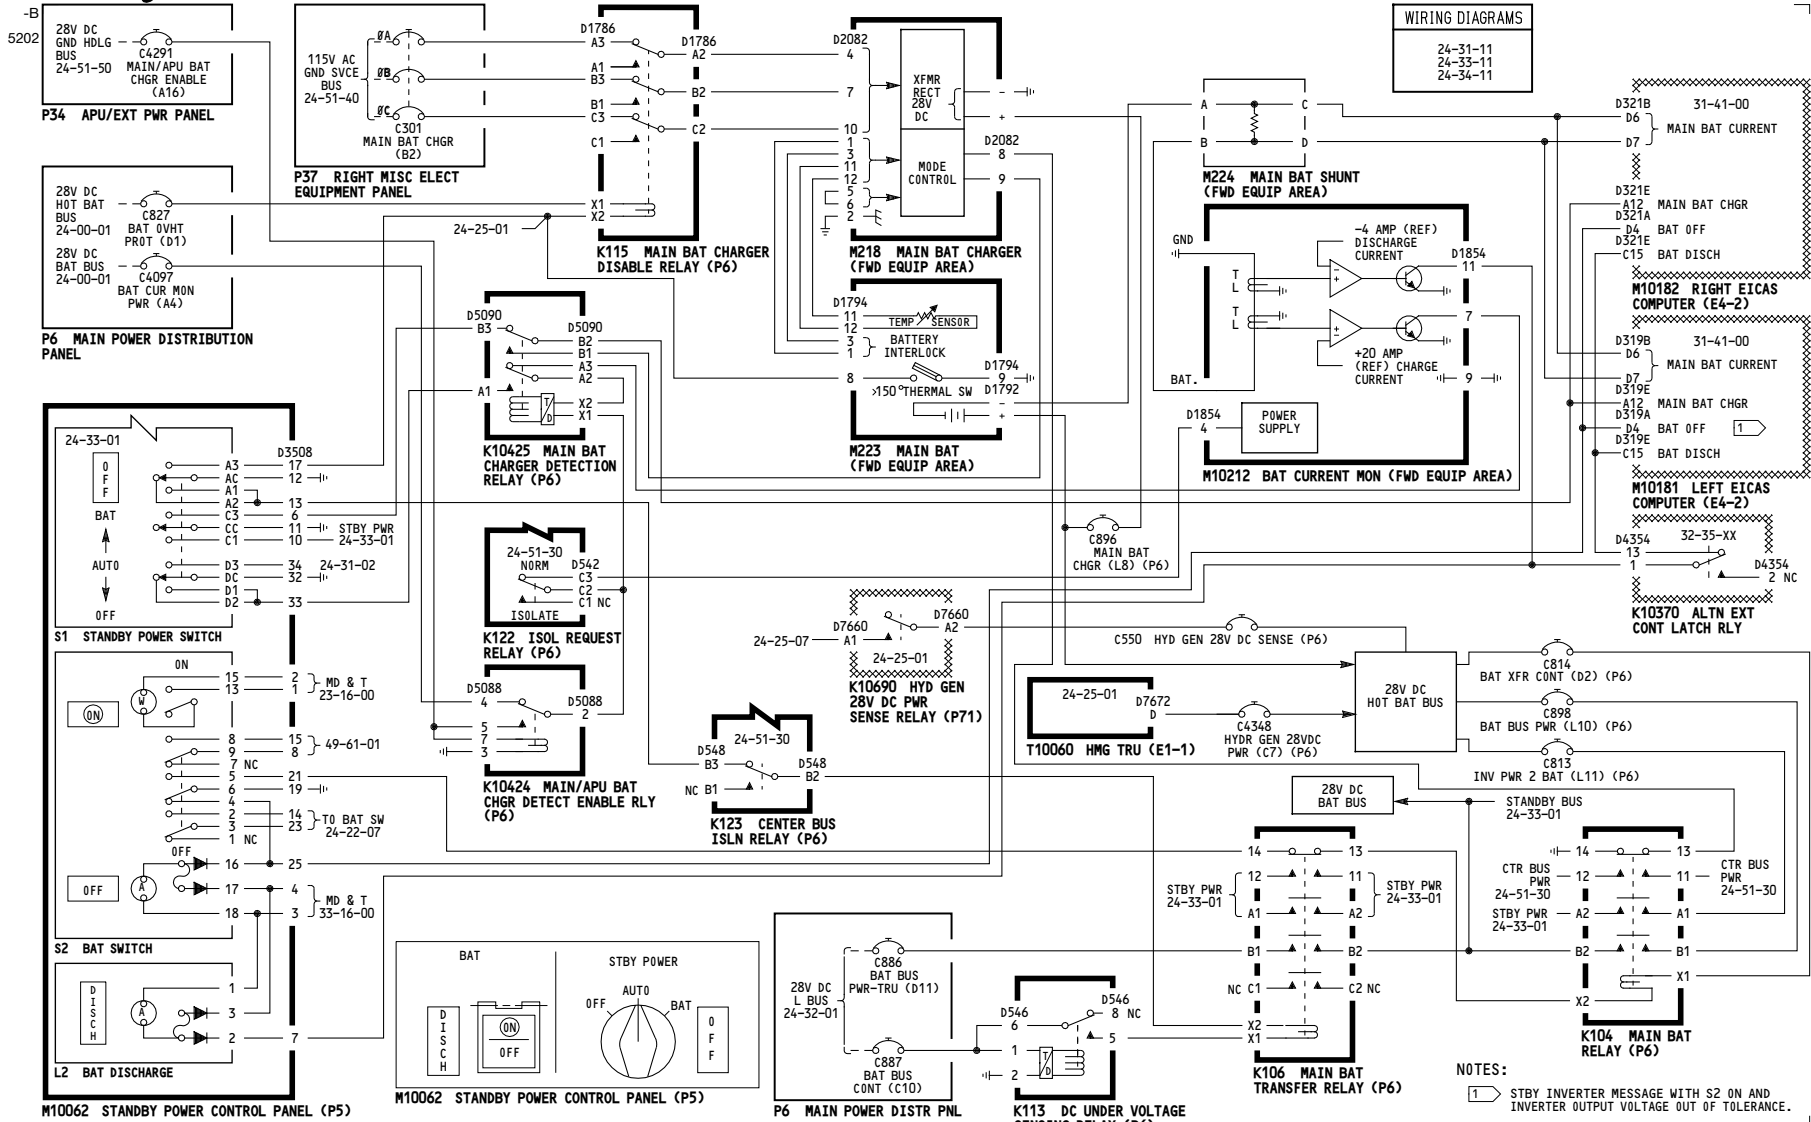 -B
5202
28V DC
GND HDLG
BUS
24-51-50
C4291
MAIN/APU BAT
CHGR ENABLE
(A16)
P34 APU/EXT PWR PANEL
115V AC
GND SVCE
BUS
24-51-40
ØA
ØB
ØC
C301
MAIN BAT CHGR
(B2)
P37 RIGHT MISC ELECT
EQUIPMENT PANEL
28V DC
HOT BAT
BUS
24-00-01
C827
BAT OVHT
PROT (D1)
28V DC
BAT BUS
24-00-01
C4097
BAT CUR MON
PWR (A4)
P6 MAIN POWER DISTRIBUTION
PANEL
D1786
A3
A1
B3
B1
C3
C1
X1
X2
D1786
A2
B2
C2
24-25-01
K115 MAIN BAT CHARGER
DISABLE RELAY (P6)
D2082
4
7
10
1
3
11
12
5
6
2
XFMR
RECT
28V
DC
-
+
MODE
CONTROL
D2082
8
9
M218 MAIN BAT CHARGER
(FWD EQUIP AREA)
D1794
11
12
3
1
8
TEMP SENSOR
BATTERY
INTERLOCK
>150°THERMAL SW
D1794
9
D1792
-
+
M223 MAIN BAT
(FWD EQUIP AREA)
WIRING DIAGRAMS
24-31-11
24-33-11
24-34-11
A
B
C
D
M224 MAIN BAT SHUNT
(FWD EQUIP AREA)
GND
T
L
T
L
BAT.
-4 AMP (REF)
DISCHARGE
CURRENT
+20 AMP
(REF) CHARGE
CURRENT
D1854
11
7
9
D1854
4
POWER
SUPPLY
M10212 BAT CURRENT MON (FWD EQUIP AREA)
D321B
D6
D7
31-41-00
MAIN BAT CURRENT
D321E
A12 MAIN BAT CHGR
D321A
D4 BAT OFF
D321E
C15 BAT DISCH
M10182 RIGHT EICAS
COMPUTER (E4-2)
D319B
D6
D7
31-41-00
MAIN BAT CURRENT
D319E
A12 MAIN BAT CHGR
D319A
D4 BAT OFF
1
D319E
C15 BAT DISCH
M10181 LEFT EICAS
COMPUTER (E4-2)
D4354
13
1
32-35-XX
D4354
2 NC
K10370 ALTN EXT
CONT LATCH RLY
D5090
B3
A1
D5090
B2
B1
A3
A2
X2
X1
T
D
K10425 MAIN BAT
CHARGER DETECTION
RELAY (P6)
24-51-30
NORM
ISOLATE
D542
C3
C2
C1 NC
K122 ISOL REQUEST
RELAY (P6)
D5088
4
5
7
3
D5088
2
K10424 MAIN/APU BAT
CHGR DETECT ENABLE RLY
(P6)
24-33-01
OFF
BAT
AUTO
OFF
A3
AC
A1
A2
C3
CC
C1
D3
DC
D1
D2
D3508
17
12
13
6
11
10
34
32
33
STBY PWR
24-33-01
24-31-02
S1 STANDBY POWER SWITCH
ON
W
ON
15
13
8
9
7 NC
5
6
4
2
3
1 NC
OFF
16
17
18
OFF
A
2
1
MD & T
23-16-00
15
8
49-61-01
21
19
14
23
TO BAT SW
24-22-07
25
4
3
MD & T
33-16-00
S2 BAT SWITCH
DISCH
A
1
3
2
7
L2 BAT DISCHARGE
M10062 STANDBY POWER CONTROL PANEL (P5)
BAT
DISCH
ON
OFF
STBY POWER
OFF
AUTO
BAT
OFF
M10062 STANDBY POWER CONTROL PANEL (P5)
24-25-07
D7660
A1
D7660
A2
24-25-01
K10690 HYD GEN
28V DC PWR
SENSE RELAY (P71)
C896
MAIN BAT
CHGR (L8) (P6)
C550 HYD GEN 28V DC SENSE (P6)
24-25-01
D7672
D
T10060 HMG TRU (E1-1)
C4348
HYDR GEN 28VDC
PWR (C7) (P6)
28V DC
HOT BAT BUS
C814
BAT XFR CONT (D2) (P6)
C898
BAT BUS PWR (L10) (P6)
C813
INV PWR 2 BAT (L11) (P6)
28V DC
BAT BUS
STANDBY BUS
24-33-01
24-51-30
D548
B3
NC B1
D548
B2
K123 CENTER BUS
ISLN RELAY (P6)
28V DC
L BUS
24-32-01
C886
BAT BUS
PWR-TRU (D11)
C887
BAT BUS
CONT (C10)
P6 MAIN POWER DISTR PNL
D546
6
1
2
T
D
D546
8 NC
5
K113 DC UNDER VOLTAGE
14
12
A1
B1
NC C1
X2
X1
13
11
A2
B2
C2 NC
STBY PWR
24-33-01
STBY PWR
24-33-01
K106 MAIN BAT
TRANSFER RELAY (P6)
14
12
A2
B2
X2
13
11
A1
B1
X1
CTR BUS
PWR
24-51-30
STBY PWR
24-33-01
CTR BUS
PWR
24-51-30
K104 MAIN BAT
RELAY (P6)
NOTES:
1 STBY INVERTER MESSAGE WITH S2 ON AND
INVERTER OUTPUT VOLTAGE OUT OF TOLERANCE.